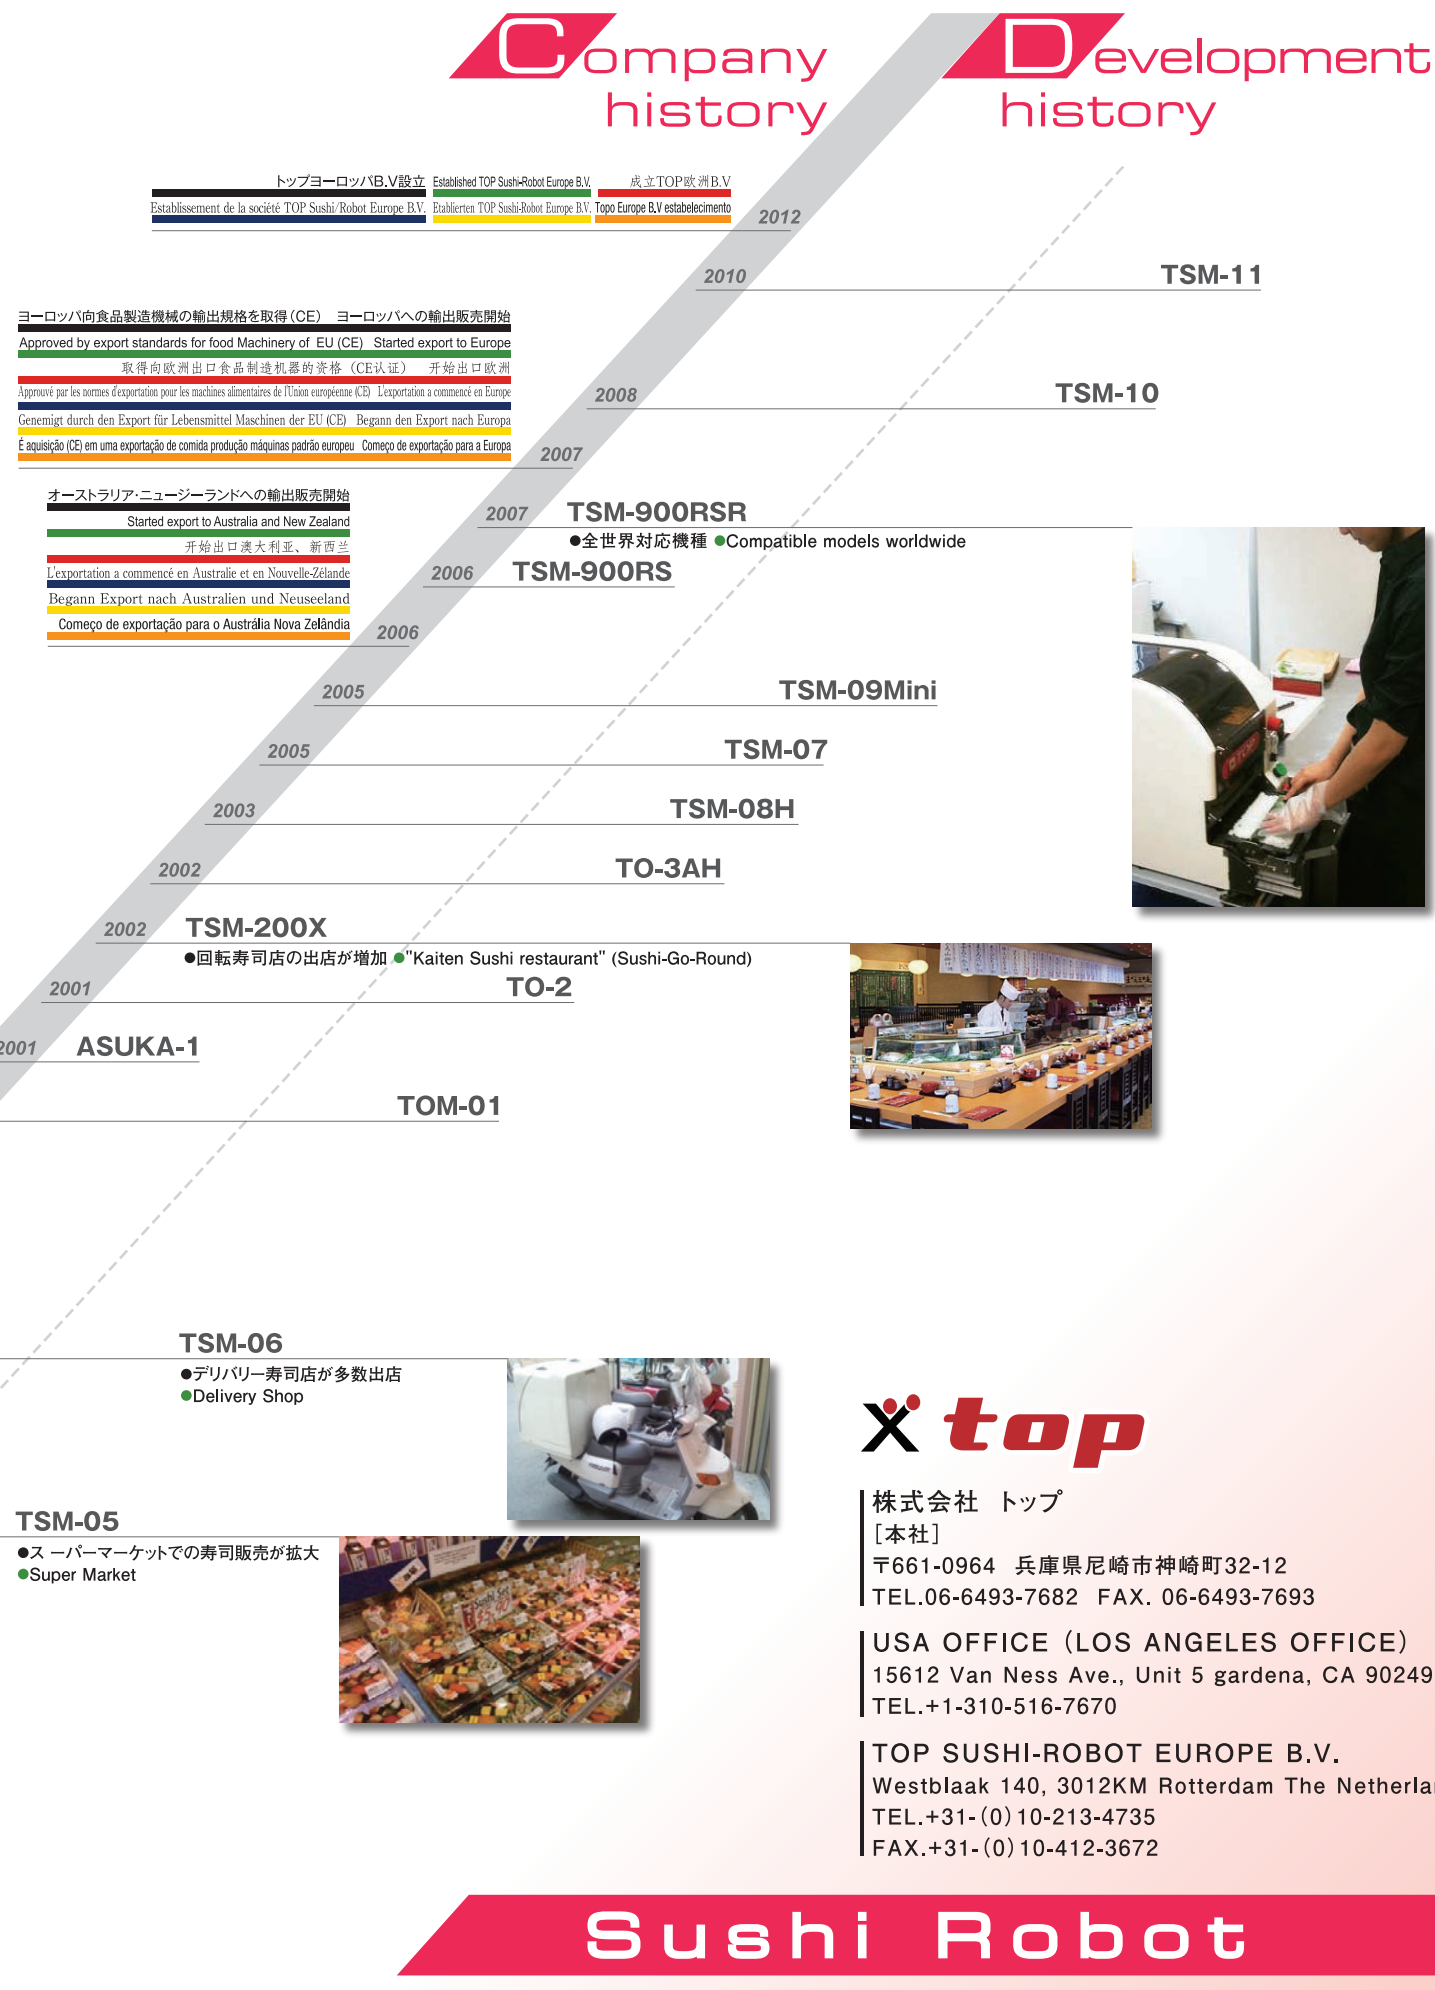 Company
history
Development
history
トップヨーロッパB.V設立 Established TOP Sushi-Robot Europe B.V. 成立TOP欧洲B.V
Establissement de la société TOP Sushi/Robot Europe B.V. Etablierten TOP Sushi-Robot Europe B.V. Topo Europe B.V estabelecimento
2012
2010 TSM-11
ヨーロッパ向食品製造機械の輸出規格を取得（CE） ヨーロッパへの輸出販売開始
Approved by export standards for food Machinery of EU (CE) Started export to Europe
取得向欧洲出口食品制造机器的资格（CE认证） 开始出口欧洲
Approuvé par les normes d'exportation pour les machines alimentaires de l'Union européenne (CE) L'exportation a commencé en Europe
Genemigt durch den Export für Lebensmittel Maschinen der EU (CE) Begann den Export nach Europa
É aquisição (CE) em uma exportação de comida produção máquinas padrão europeu Começo de exportação para a Europa
2008 TSM-10
2007
オーストラリア・ニュージーランドへの輸出販売開始
Started export to Australia and New Zealand
开始出口澳大利亚、新西兰
L'exportation a commencé en Australie et en Nouvelle-Zélande
Begann Export nach Australien und Neuseeland
Começo de exportação para o Austrália Nova Zelândia
2007 TSM-900RSR
●全世界対応機種 ●Compatible models worldwide
2006 TSM-900RS
2006
2005 TSM-09Mini
2005 TSM-07
2003 TSM-08H
2002 TO-3AH
2002 TSM-200X
●回転寿司店の出店が増加 ●"Kaiten Sushi restaurant" (Sushi-Go-Round)
2001 TO-2
2001 ASUKA-1
TOM-01
TSM-06
●デリバリー寿司店が多数出店
●Delivery Shop
TSM-05
●スーパーマーケットでの寿司販売が拡大
●Super Market
top
株式会社 トップ
［本社］
〒661-0964 兵庫県尼崎市神崎町32-12
TEL.06-6493-7682 FAX. 06-6493-7693
USA OFFICE（LOS ANGELES OFFICE）
15612 Van Ness Ave., Unit 5 gardena, CA 90249
TEL.+1-310-516-7670
TOP SUSHI-ROBOT EUROPE B.V.
Westblaak 140, 3012KM Rotterdam The Netherla
TEL.+31-(0)10-213-4735
FAX.+31-(0)10-412-3672
Sushi Robot